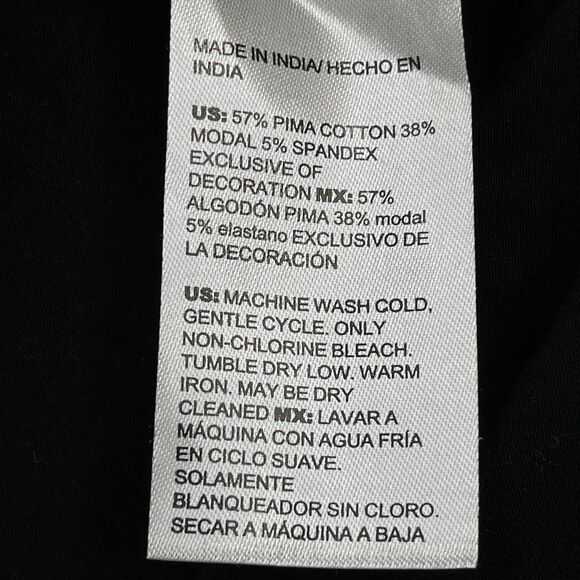 MADE IN INDIA/ HECHO EN
INDIA
US: 57% PIMA COTTON 38%
MODAL 5% SPANDEX
EXCLUSIVE OF
DECORATION MX: 57%
ALGODÓN PIMA 38% modal
5% elastano EXCLUSIVO DE
LA DECORACIÓN
US: MACHINE WASH COLD,
GENTLE CYCLE. ONLY
NON-CHLORINE BLEACH.
TUMBLE DRY LOW. WARM
IRON. MAY BE DRY
CLEANED MX: LAVAR A
MÁQUINA CON AGUA FRÍA
EN CICLO SUAVE.
SOLAMENTE
BLANQUEADOR SIN CLORO.
SECAR A MÁQUINA A BAJA